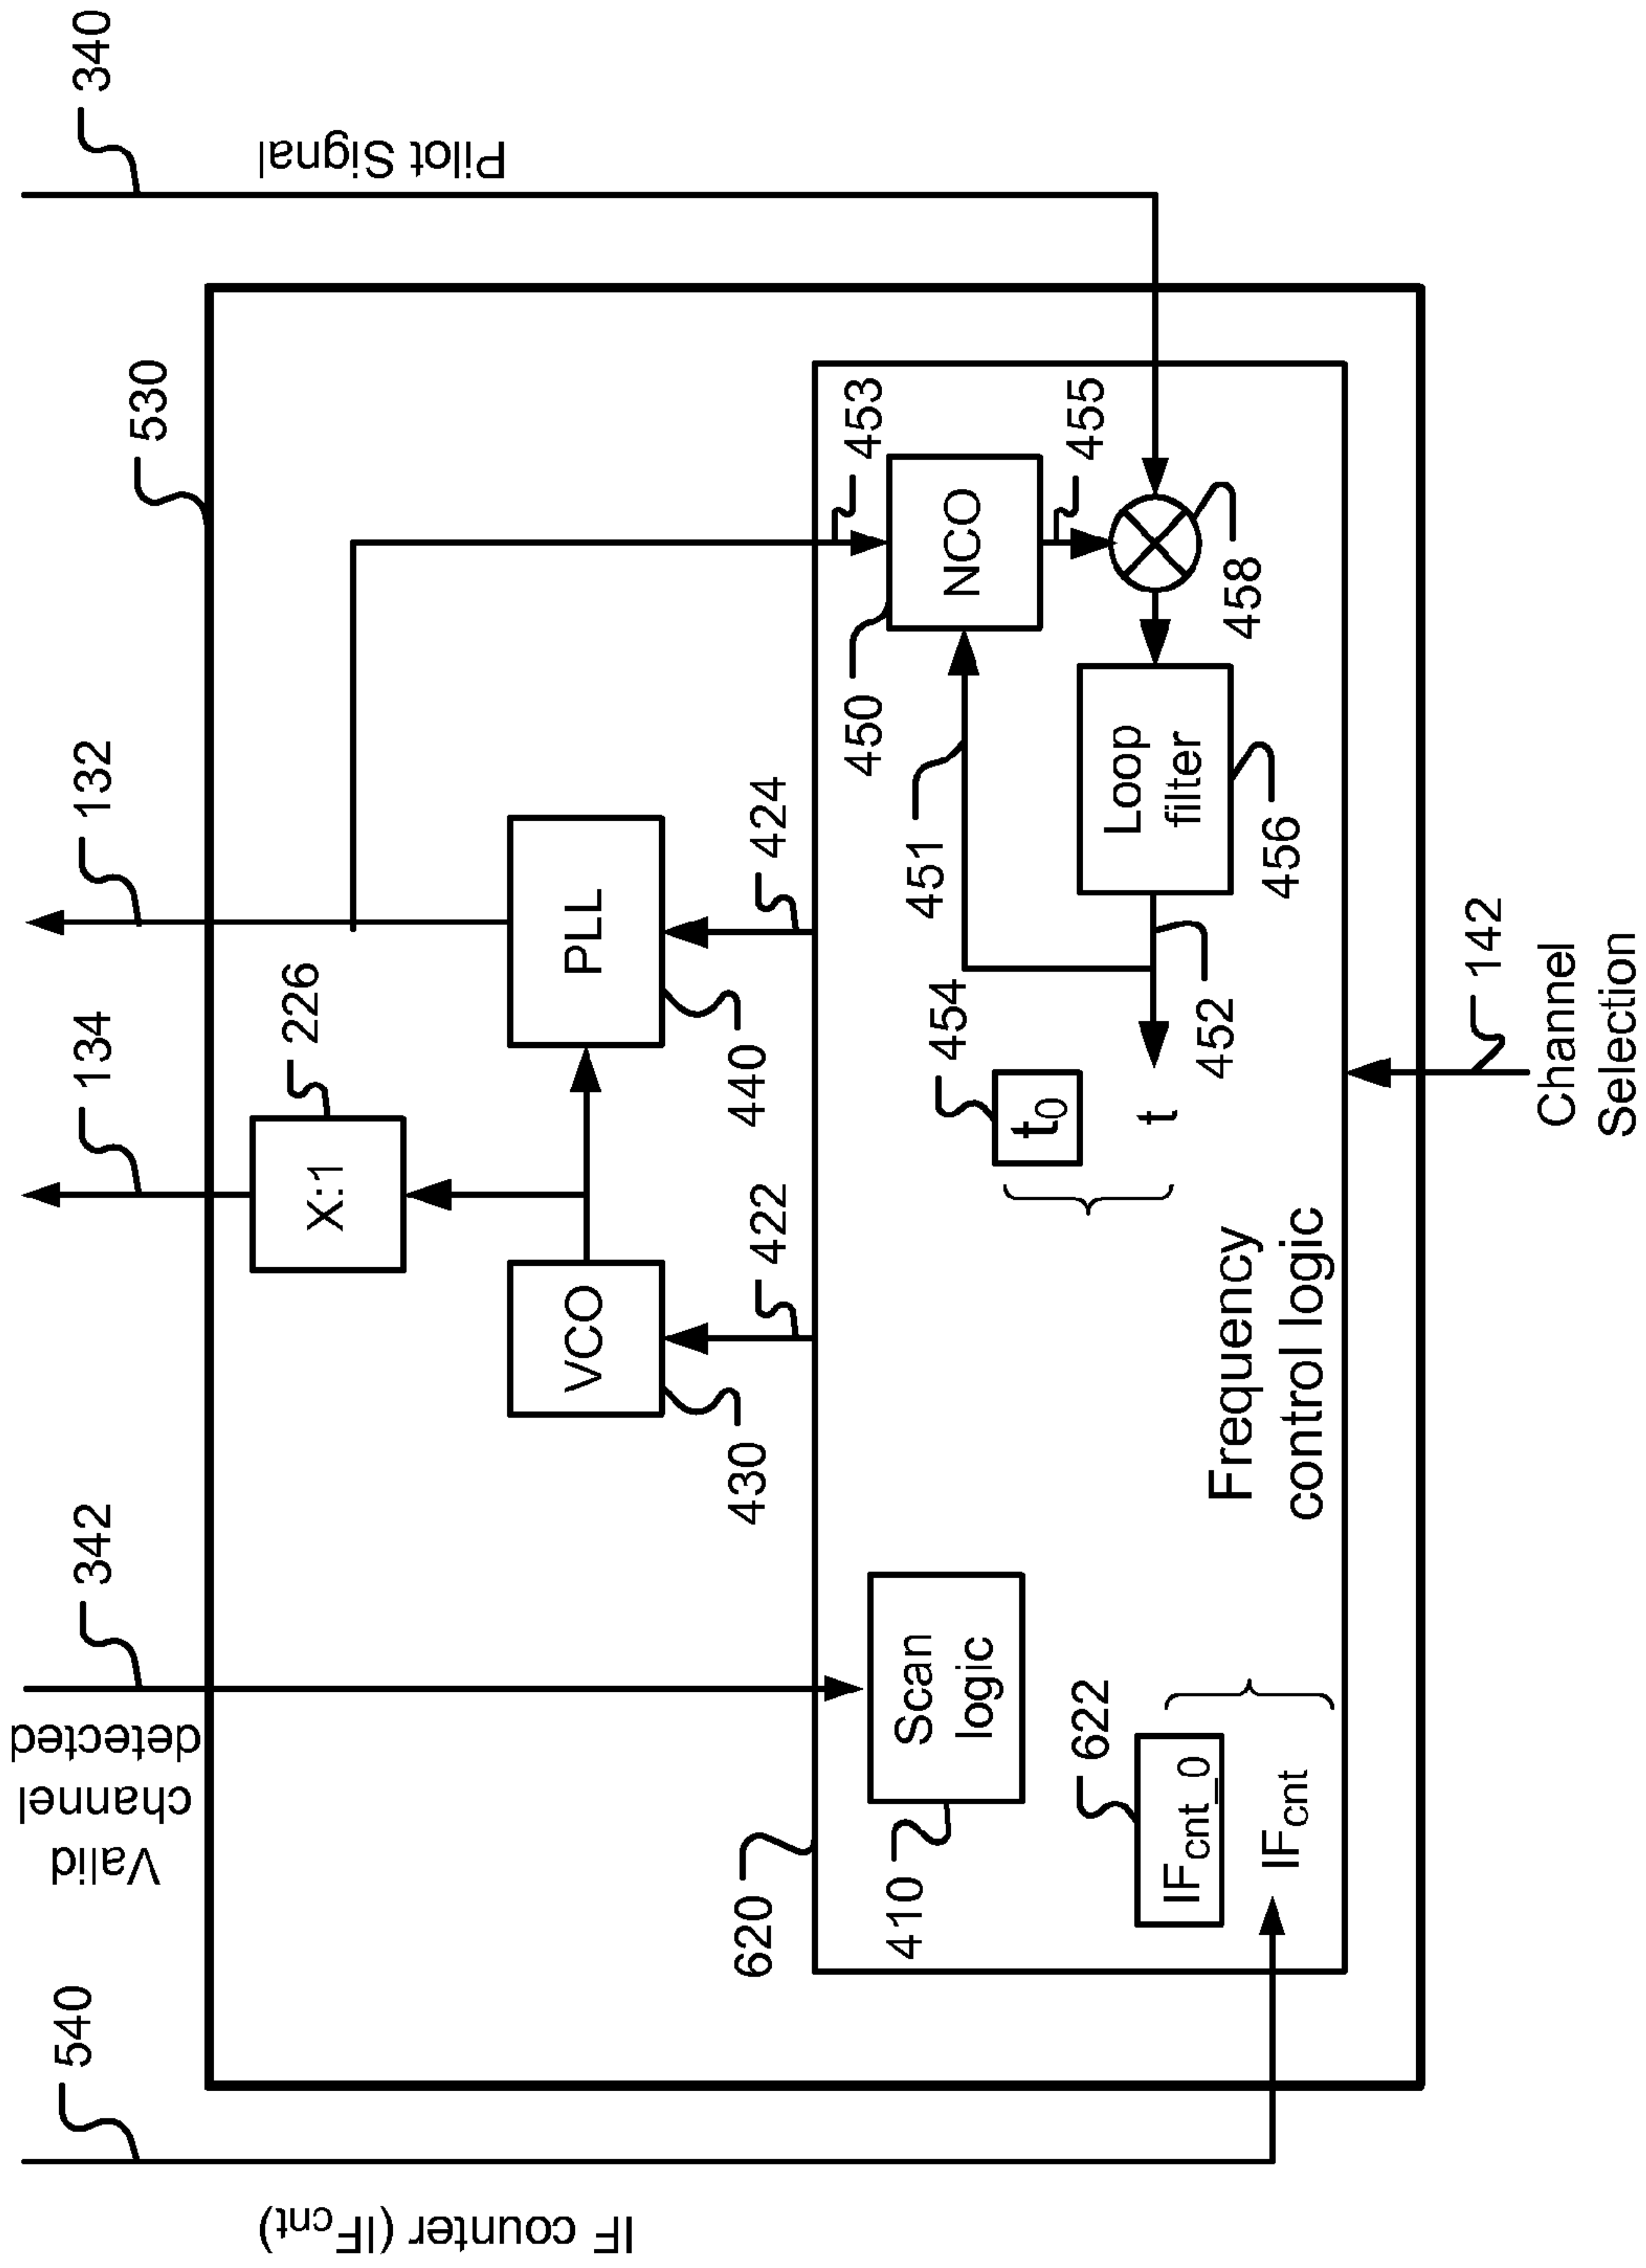 540
IF counter (IFcnt)
342
Valid
channel
detected
134
132
530
340
Pilot Signal
226
X:1
VCO
430
422
PLL
440
424
453
620
Scan
logic
410
NCO
450
451
455
458
Loop
filter
456
454
t0
t
452
622
IFcnt_0
IFcnt
Frequency
control logic
142
Channel
Selection